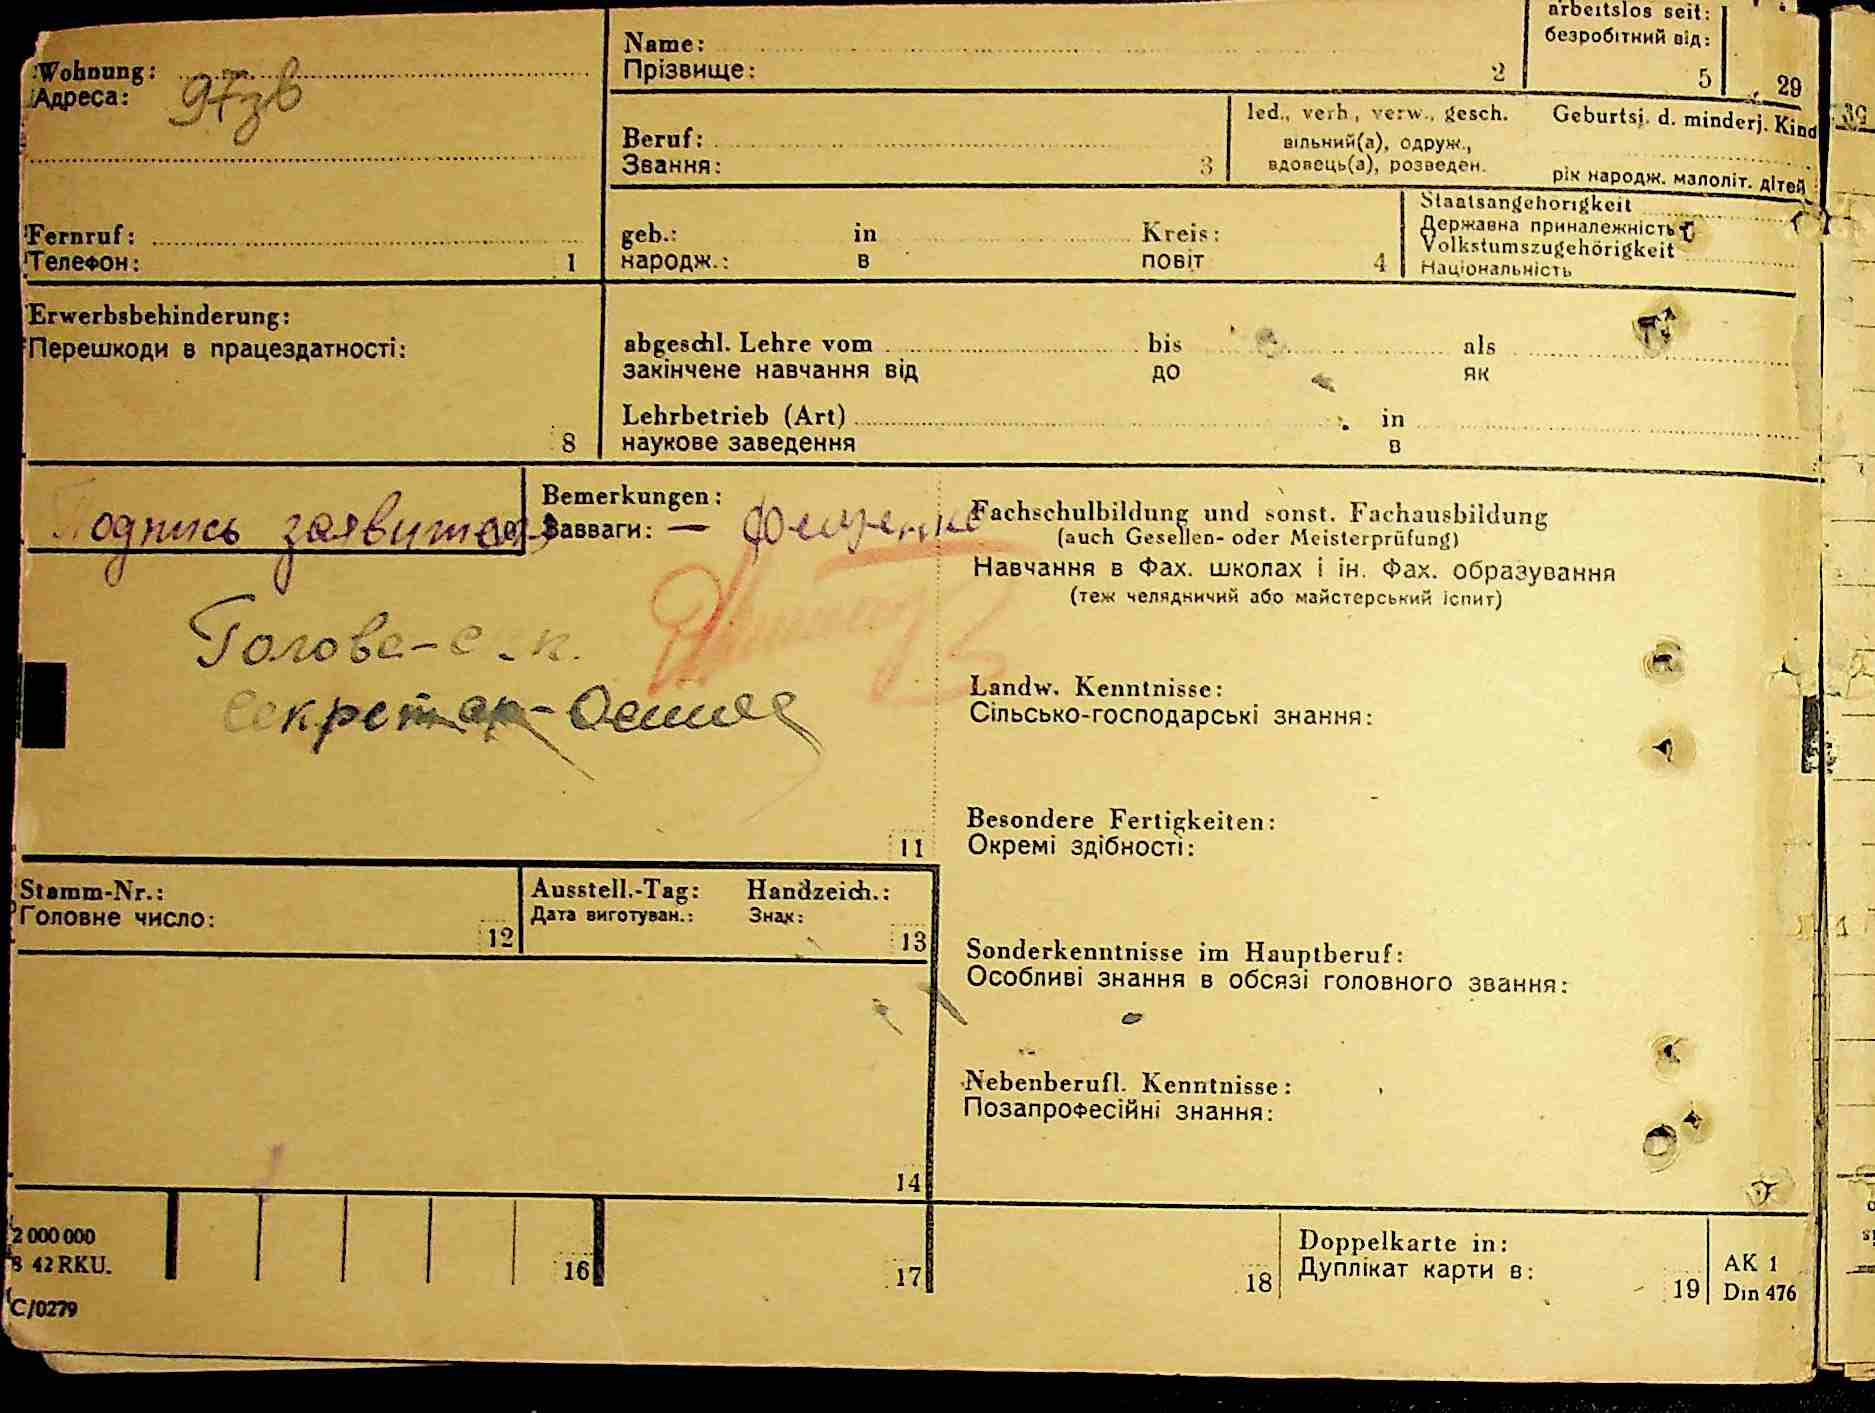 Wohnung:
Адреса:
97зв
Fernruf:
Телефон:
1
Name:
Прізвище:
2
arbeitslos seit:
безробітний від:
5
29
Beruf:
Звання:
3
led., verh., verw., gesch.
вільний(а), одруж.,
вдовець(а), розведен.
Geburtsj. d. minderj. Kind
рік народж. малоліт. дітей
geb.: in Kreis:
народж.: в повіт
4
Staatsangehörigkeit
Державна приналежність
Volkstumszugehörigkeit
Національність
Erwerbsbehinderung:
Перешкоди в працездатності:
8
abgeschl. Lehre vom bis als
закінчене навчання від до як
Lehrbetrieb (Art) in
наукове заведення в
Подпись заявителя — Фещенко
Bemerkungen:
Завваги:
Голова-с.к.
секретар-
11
Fachschulbildung und sonst. Fachausbildung
(auch Gesellen- oder Meisterprüfung)
Навчання в Фах. школах і ін. Фах. образування
(теж челядничий або майстерський іспит)
Landw. Kenntnisse:
Сільсько-господарські знання:
Besondere Fertigkeiten:
Окремі здібності:
Sonderkenntnisse im Hauptberuf:
Особливі знання в обсязі головного звання:
Nebenberufl. Kenntnisse:
Позапрофесійні знання:
Stamm-Nr.:
Головне число:
12
Ausstell.-Tag: Handzeich.:
Дата виготуван.: Знак:
13
14
2 000 000
8 42 RKU.
C/0279
16
17
18
Doppelkarte in:
Дуплікат карти в:
19
AK 1
Din 476